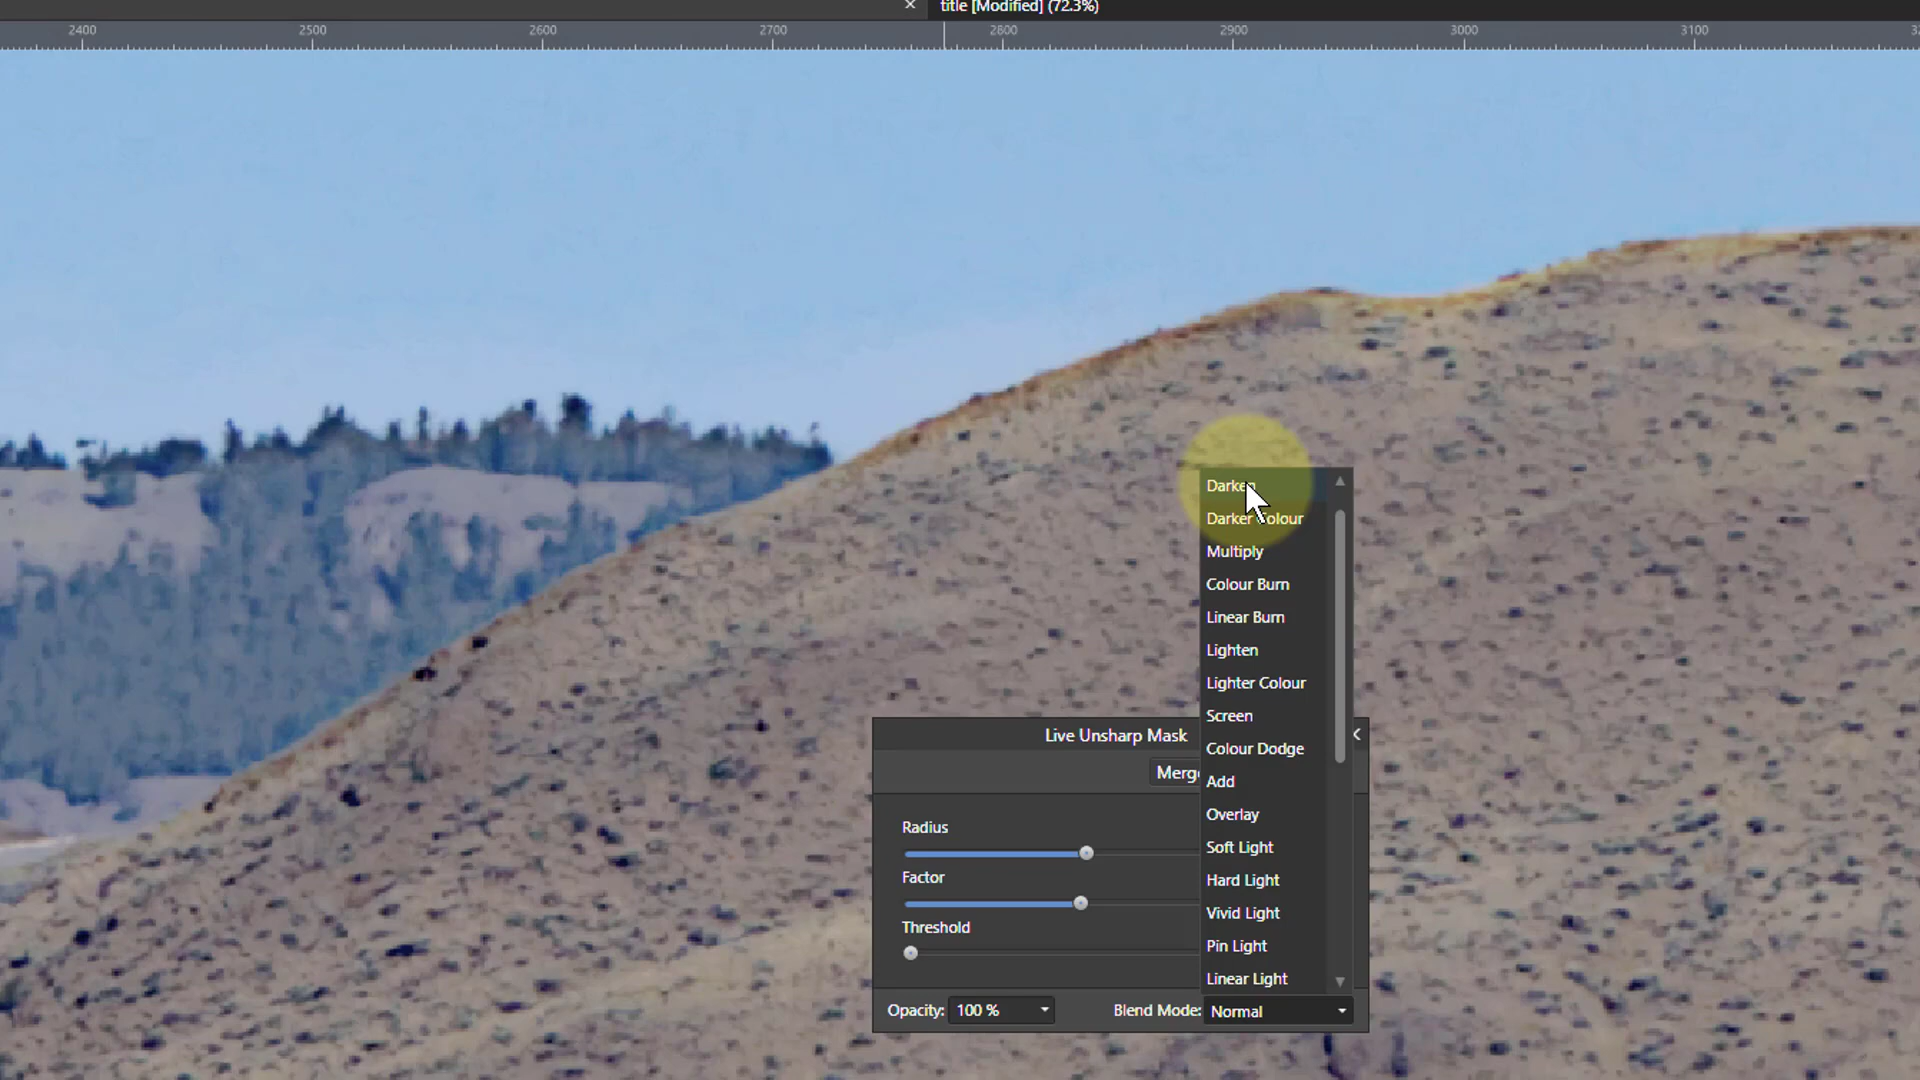 title [Modified] (72.3%)
2400 2500 2600 2700 2800 2900 3000 3100
Darken
Darker Colour
Multiply
Colour Burn
Linear Burn
Lighten
Lighter Colour
Screen
Colour Dodge
Add
Overlay
Soft Light
Hard Light
Vivid Light
Pin Light
Linear Light
Live Unsharp Mask
Radius
Factor
Threshold
Opacity: 100 % Blend Mode: Normal